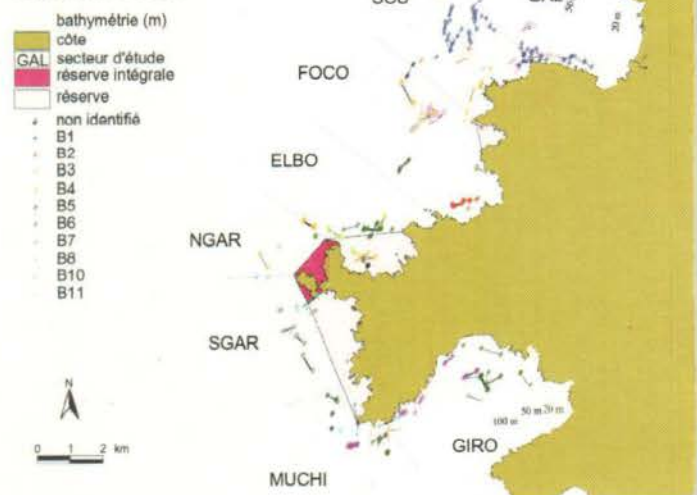 bathymétrie (m)
côte
GAL secteur d'étude
réserve intégrale
réserve
non identifié
B1
B2
B3
B4
B5
B6
B7
B8
B10
B11
FOCO
ELBO
NGAR
SGAR
GIRO
MUCHI
20 m
100 m
50 m
20 m
N
0 1 2 km